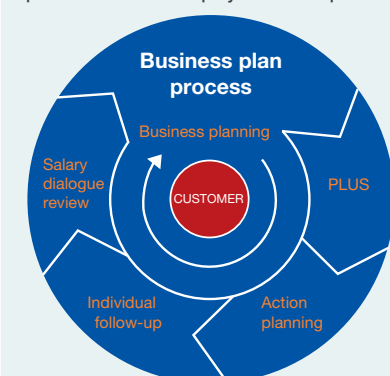 Business plan
process
Business planning
PLUS
Action
planning
Individual
follow-up
Salary
dialogue
review
CUSTOMER